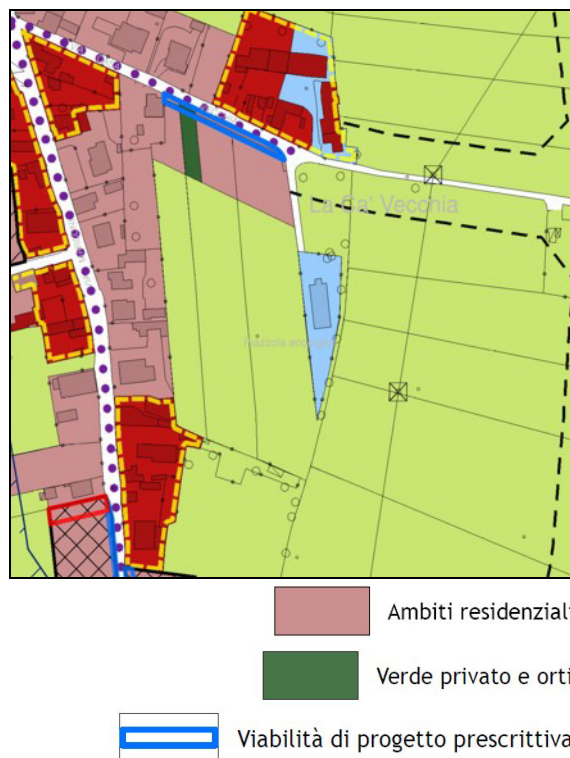 La Ca' Vecchia
Ambiti residenzial
Verde privato e orti
Viabilità di progetto prescrittiva